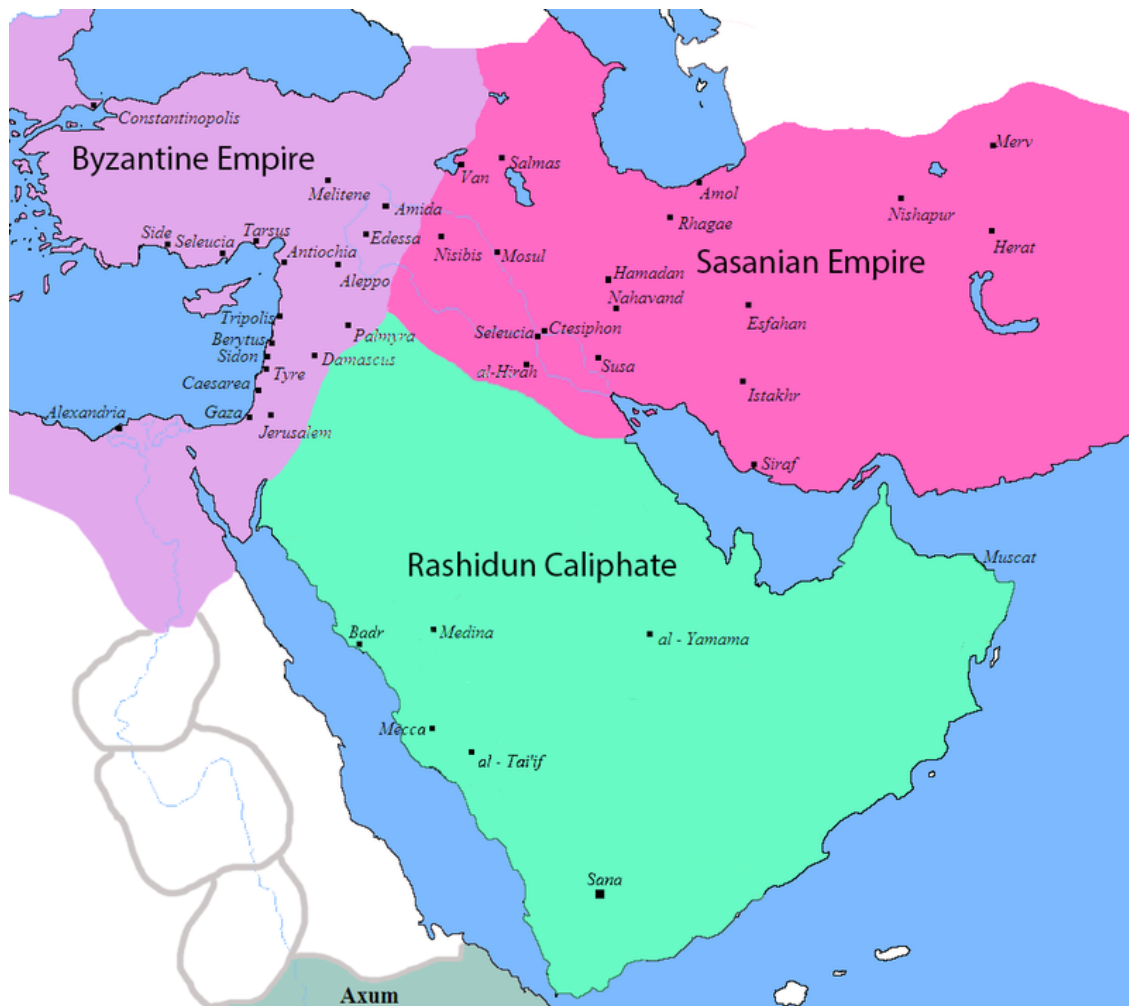 Constantinopolis
Byzantine Empire
Salmas
Van
Merv
Melitene
Amol
Amida
Nishapur
Rhagae
Side
Tarsus
Seleucia
Edessa
Herat
Antiochia
Nisibis
Mosul
Sasanian Empire
Aleppo
Hamadan
Nahavand
Tripolis
Palmyra
Ctesiphon
Esfahan
Seleucia
Berytus
Sidon
Damascus
Susa
Tyre
al-Hirah
Caesarea
Istakhr
Alexandria
Gaza
Jerusalem
Siraf
Rashidun Caliphate
Muscat
Badr
Medina
al - Yamama
Mecca
al - Tai'if
Sana
Axum